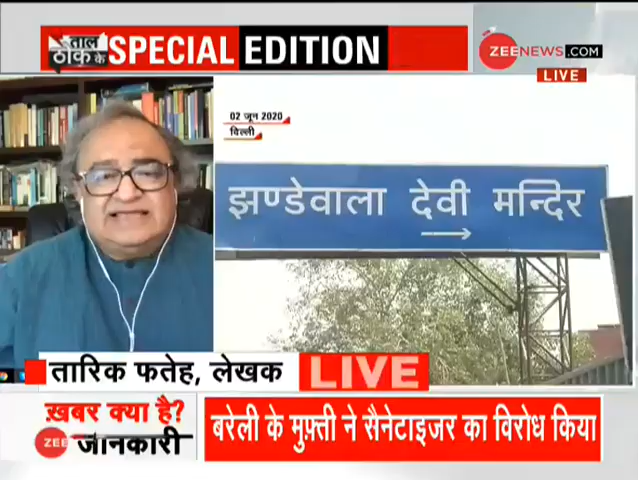 ताल
ठोक के
SPECIAL EDITION
ZEENEWS.COM
LIVE
02 जून 2020
दिल्ली
झण्डेवाला देवी मन्दिर
तारिक फतेह, लेखक
LIVE
ख़बर क्या है?
ZEE जानकारी
बरेली के मुफ़्ती ने सैनेटाइजर का विरोध किया